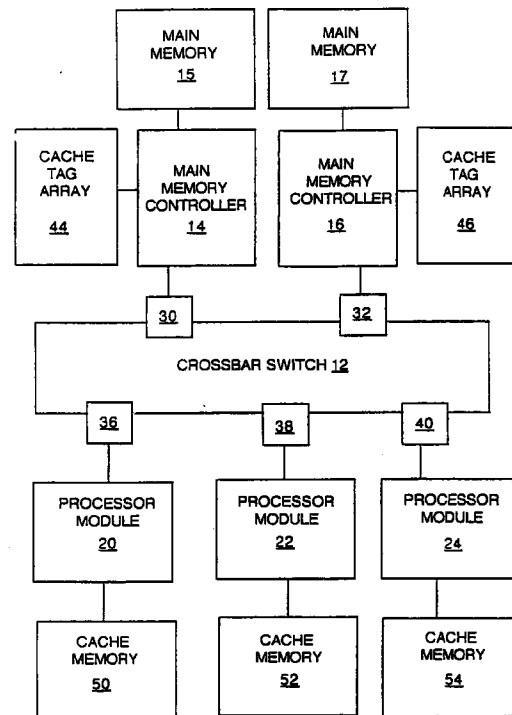 MAIN
MEMORY
15
MAIN
MEMORY
17
CACHE
TAG
ARRAY
44
MAIN
MEMORY
CONTROLLER
14
MAIN
MEMORY
CONTROLLER
16
CACHE
TAG
ARRAY
46
30
32
CROSSBAR SWITCH 12
36
38
40
PROCESSOR
MODULE
20
PROCESSOR
MODULE
22
PROCESSOR
MODULE
24
CACHE
MEMORY
50
CACHE
MEMORY
52
CACHE
MEMORY
54